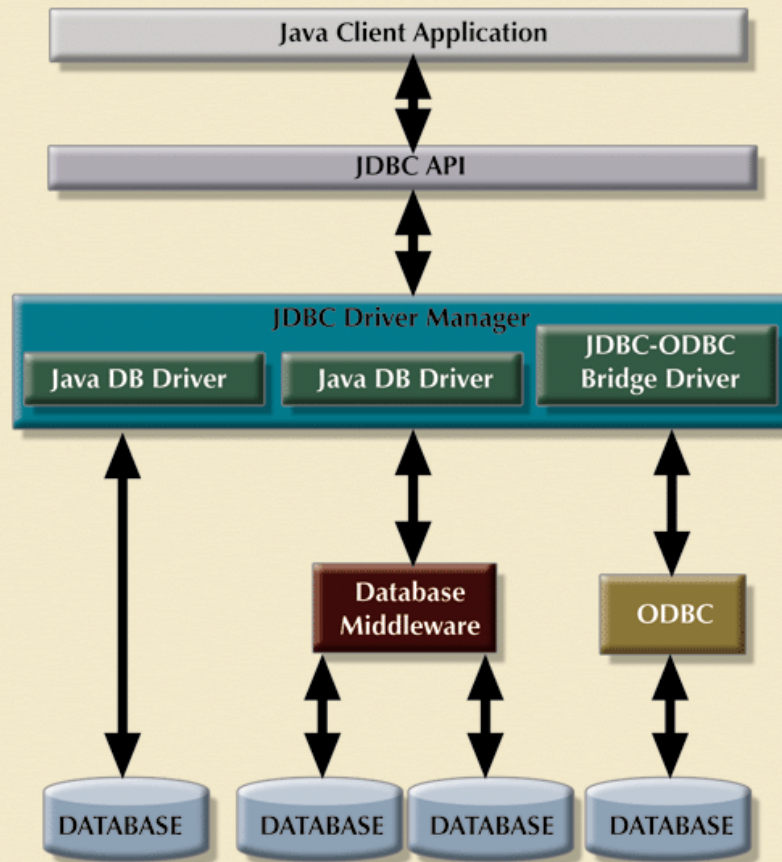 Java Client Application
JDBC API
JDBC Driver Manager
Java DB Driver
Java DB Driver
JDBC-ODBC
Bridge Driver
Database
Middleware
ODBC
DATABASE
DATABASE
DATABASE
DATABASE